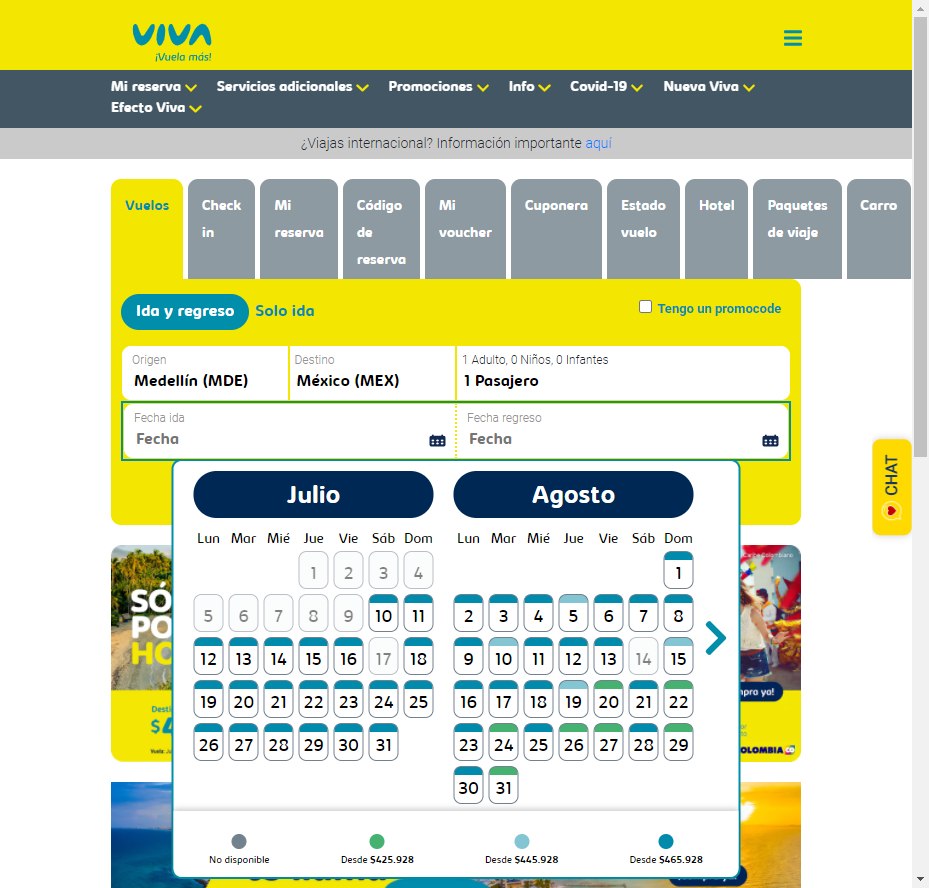 VIVA
¡Vuela más!
Mi reserva Servicios adicionales Promociones Info Covid-19 Nueva Viva
Efecto Viva
¿Viajas internacional? Información importante aquí
Vuelos Check in Mi reserva Código de reserva Mi voucher Cuponera Estado vuelo Hotel Paquetes de viaje Carro
Ida y regreso Solo ida Tengo un promocode
Origen Destino 1 Adulto, 0 Niños, 0 Infantes
Medellín (MDE) México (MEX) 1 Pasajero
Fecha ida Fecha regreso
Fecha Fecha
CHAT
Julio Agosto
Lun Mar Mié Jue Vie Sáb Dom Lun Mar Mié Jue Vie Sáb Dom
1 2 3 4 1
5 6 7 8 9 10 11 2 3 4 5 6 7 8
12 13 14 15 16 17 18 9 10 11 12 13 14 15
19 20 21 22 23 24 25 16 17 18 19 20 21 22
26 27 28 29 30 31 23 24 25 26 27 28 29
30 31
No disponible Desde $425.928 Desde $445.928 Desde $465.928